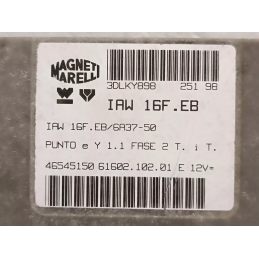 MAGNETI
MARELLI
3DLKY898 251 98
IAW 16F.EB
IAW 16F.EB/6A37-50
PUNTO e Y 1.1 FASE 2 T. i T.
46545150 61602.102.01 E 12V=